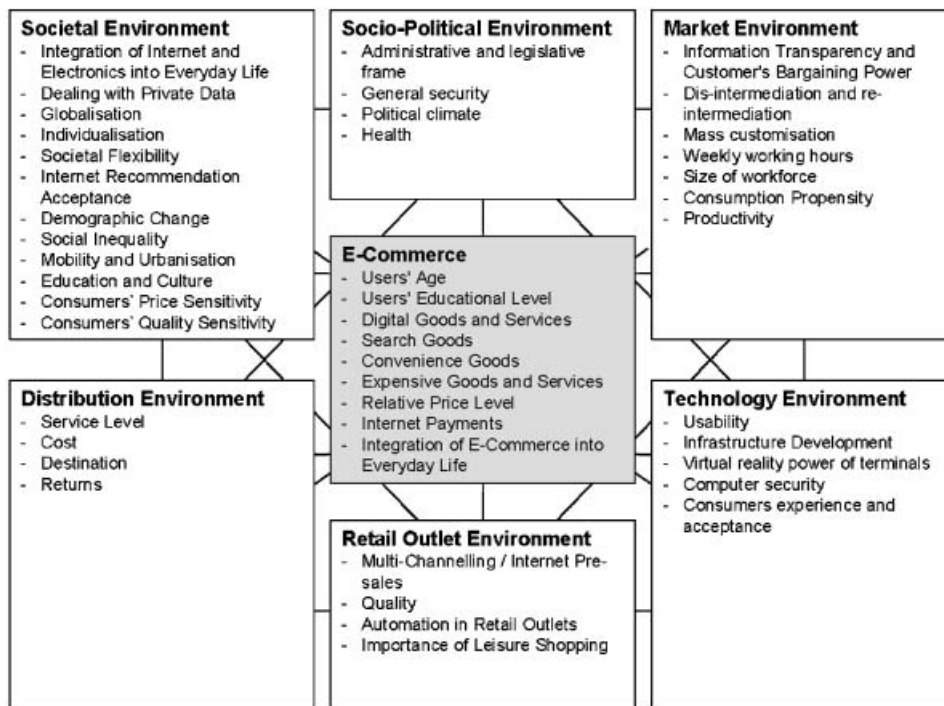 Societal Environment
- Integration of Internet and
Electronics into Everyday Life
- Dealing with Private Data
- Globalisation
- Individualisation
- Societal Flexibility
- Internet Recommendation
Acceptance
- Demographic Change
- Social Inequality
- Mobility and Urbanisation
- Education and Culture
- Consumers' Price Sensitivity
- Consumers' Quality Sensitivity
Socio-Political Environment
- Administrative and legislative
frame
- General security
- Political climate
- Health
Market Environment
- Information Transparency and
Customer's Bargaining Power
- Dis-intermediation and re-
intermediation
- Mass customisation
- Weekly working hours
- Size of workforce
- Consumption Propensity
- Productivity
E-Commerce
- Users' Age
- Users' Educational Level
- Digital Goods and Services
- Search Goods
- Convenience Goods
- Expensive Goods and Services
- Relative Price Level
- Internet Payments
- Integration of E-Commerce into
Everyday Life
Distribution Environment
- Service Level
- Cost
- Destination
- Returns
Technology Environment
- Usability
- Infrastructure Development
- Virtual reality power of terminals
- Computer security
- Consumers experience and
acceptance
Retail Outlet Environment
- Multi-Channelling / Internet Pre-
sales
- Quality
- Automation in Retail Outlets
- Importance of Leisure Shopping